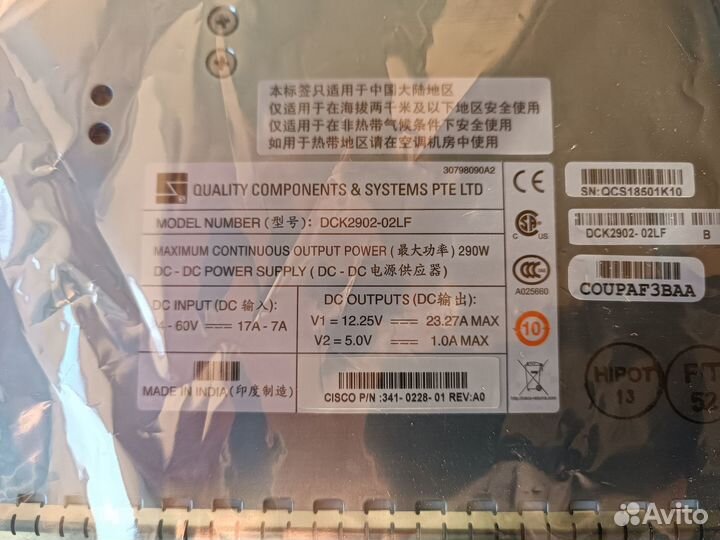 本标签只适用于中国大陆地区
仅适用于在海拔两千米及以下地区安全使用
仅适用于在非热带气候条件下安全使用
如用于热带地区请在空调机房中使用
30798090A2
QUALITY COMPONENTS & SYSTEMS PTE LTD
MODEL NUMBER (型号): DCK2902-02LF
MAXIMUM CONTINUOUS OUTPUT POWER (最大功率) 290W
DC - DC POWER SUPPLY ( DC - DC 电源供应器)
DC INPUT (DC 输入):
4 - 60V 17A - 7A
DC OUTPUTS (DC输出):
V1 = 12.25V 23.27A MAX
V2 = 5.0V 1.0A MAX
MADE IN INDIA (印度制造)
CISCO P/N :341- 0228- 01 REV:A0
CE
C US
CCC
A025660
10
SN: QCS18501K10
DCK2902- 02LF B
COUPAF3BAA
HIPOT
13
F/T
52
Avito